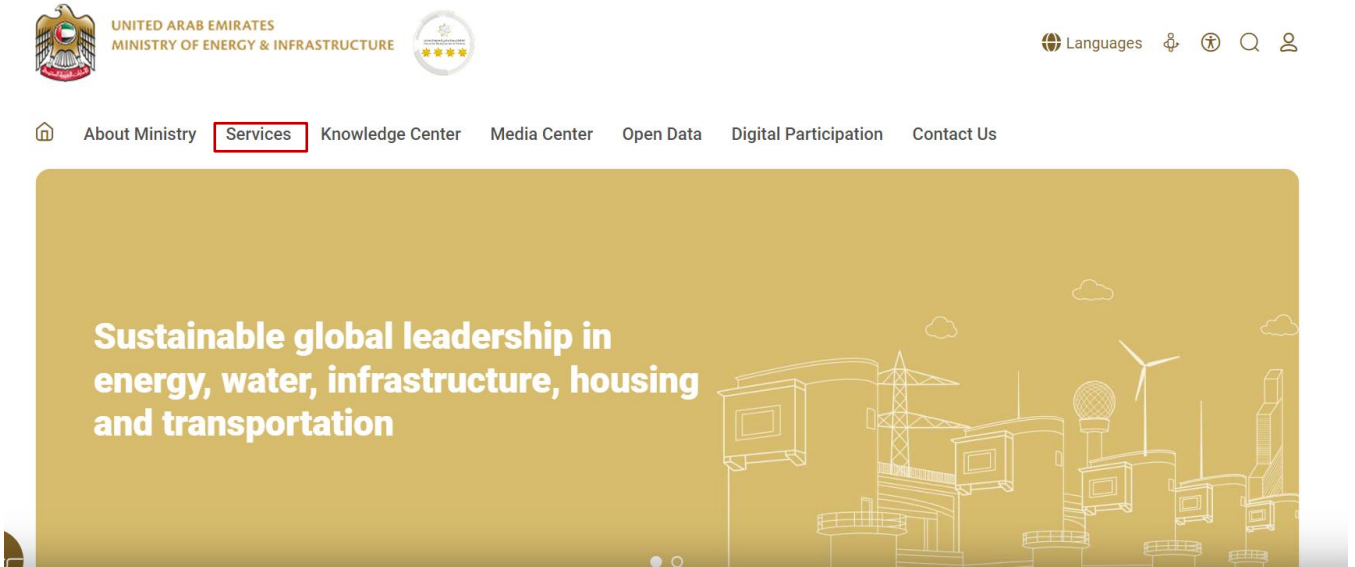 UNITED ARAB EMIRATES
MINISTRY OF ENERGY & INFRASTRUCTURE
Languages
About Ministry Services Knowledge Center Media Center Open Data Digital Participation Contact Us
Sustainable global leadership in
energy, water, infrastructure, housing
and transportation